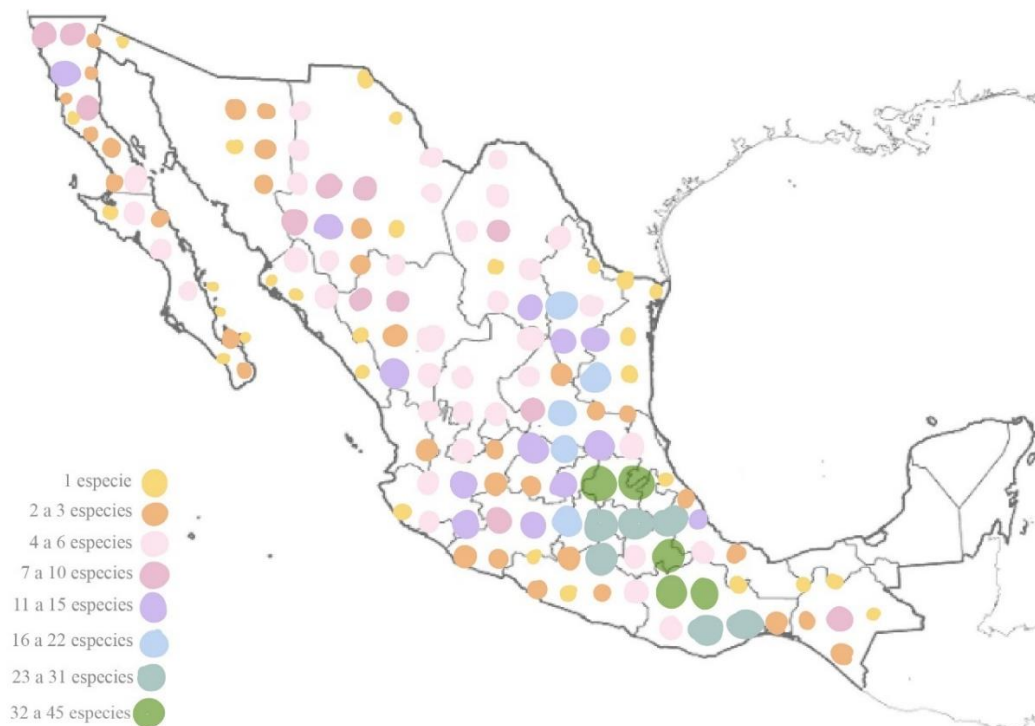 1 especie
2 a 3 especies
4 a 6 especies
7 a 10 especies
11 a 15 especies
16 a 22 especies
23 a 31 especies
32 a 45 especies